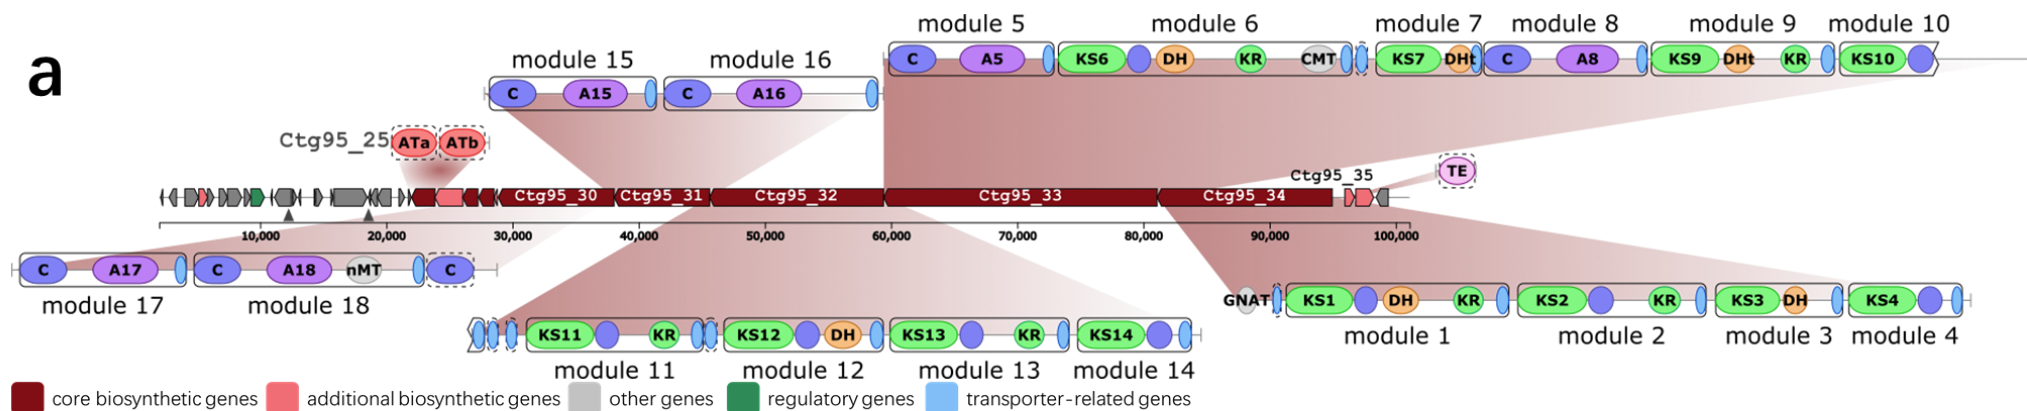 a
module 5 module 6 module 7 module 8 module 9 module 10
C A5 KS6 DH KR CMT KS7 DHt C A8 KS9 DHt KR KS10
module 15 module 16
C A15 C A16
Ctg95_25 ATa ATb
TE
Ctg95_35
Ctg95_30 Ctg95_31 Ctg95_32 Ctg95_33 Ctg95_34
10,000 20,000 30,000 40,000 50,000 60,000 70,000 80,000 90,000 100,000
C A17 C A18 nMT C
module 17 module 18
GNAT KS1 DH KR KS2 KR KS3 DH KS4
module 1 module 2 module 3 module 4
KS11 KR KS12 DH KS13 KR KS14
module 11 module 12 module 13 module 14
core biosynthetic genes additional biosynthetic genes other genes regulatory genes transporter-related genes